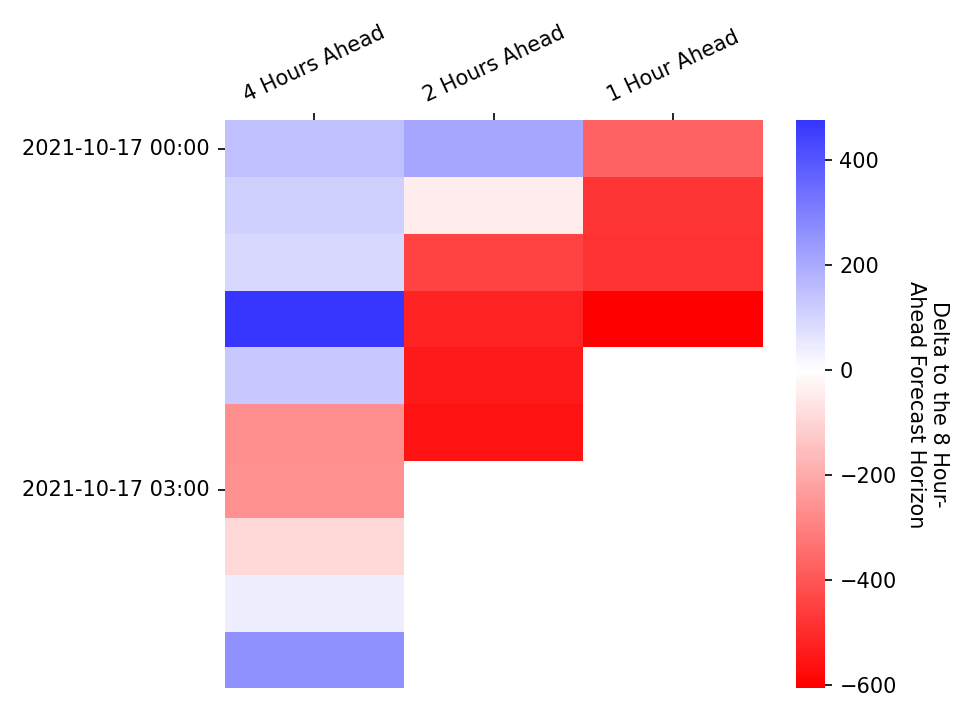 4 Hours Ahead
2 Hours Ahead
1 Hour Ahead
2021-10-17 00:00
2021-10-17 03:00
400
200
0
−200
−400
−600
Delta to the 8 Hour-
Ahead Forecast Horizon